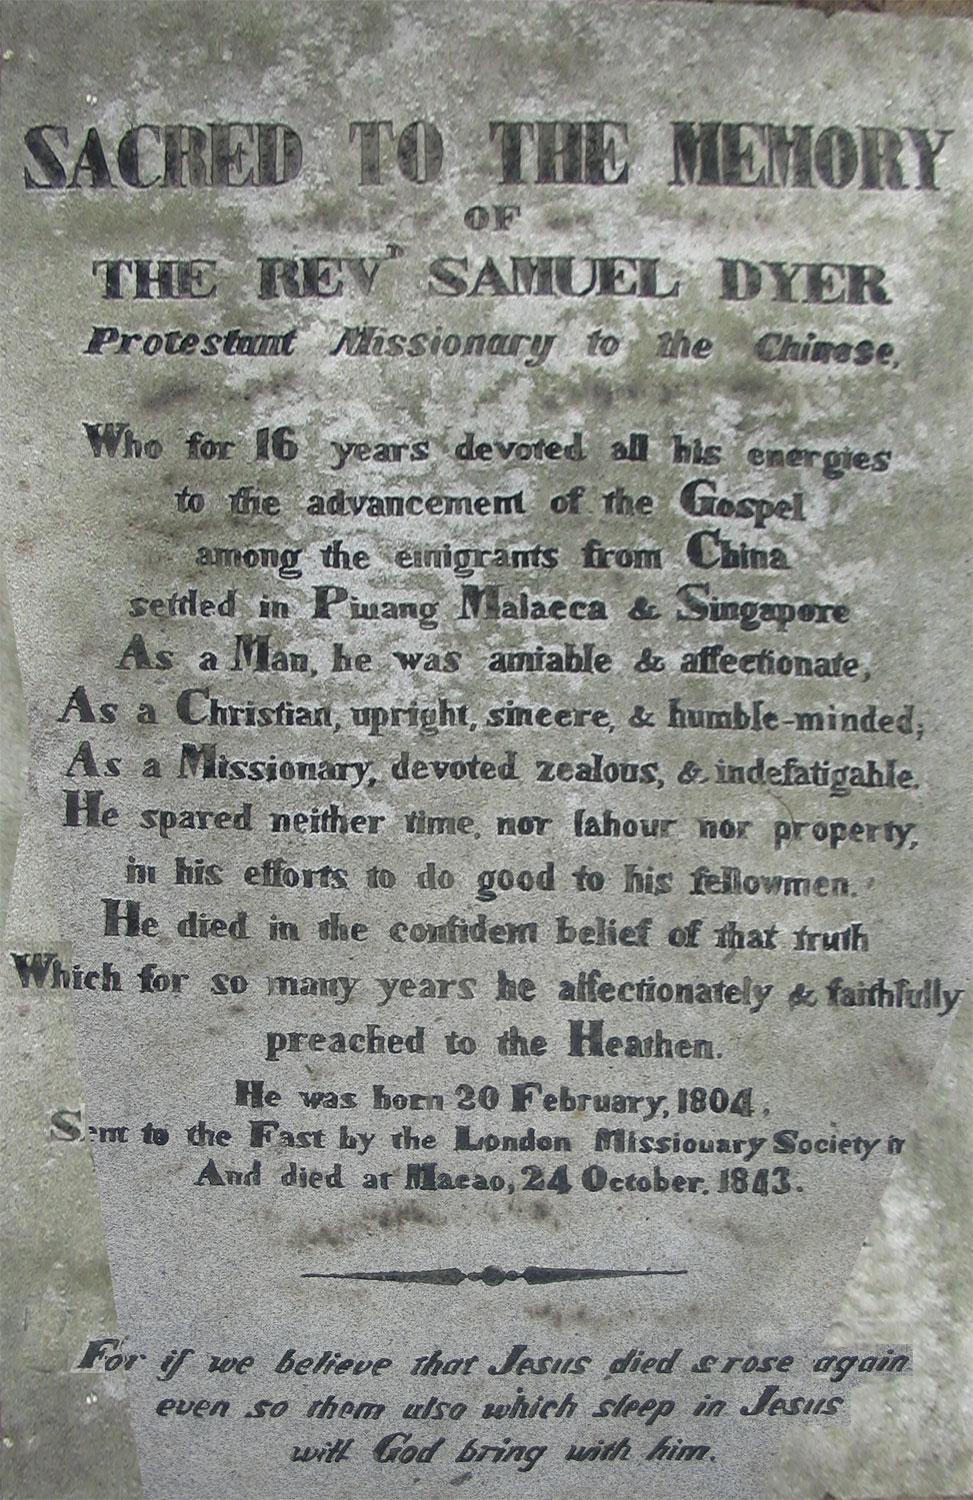 SACRED TO THE MEMORY
OF
THE REVD SAMUEL DYER
Protestant Missionary to the Chinese,
Who for 16 years devoted all his energies
to the advancement of the Gospel
among the emigrants from China
settled in Pinang Malacca & Singapore
As a Man, he was amiable & affectionate,
As a Christian, upright, sincere, & humble-minded;
As a Missionary, devoted zealous, & indefatigable.
He spared neither time, nor labour nor property,
in his efforts to do good to his fellowmen.
He died in the confident belief of that truth
Which for so many years he affectionately & faithfully
preached to the Heathen.
He was born 20 February, 1804,
Sent to the East by the London Missionary Society
And died at Macao, 24 October, 1843.
For if we believe that Jesus died & rose again
even so them also which sleep in Jesus
will God bring with him.